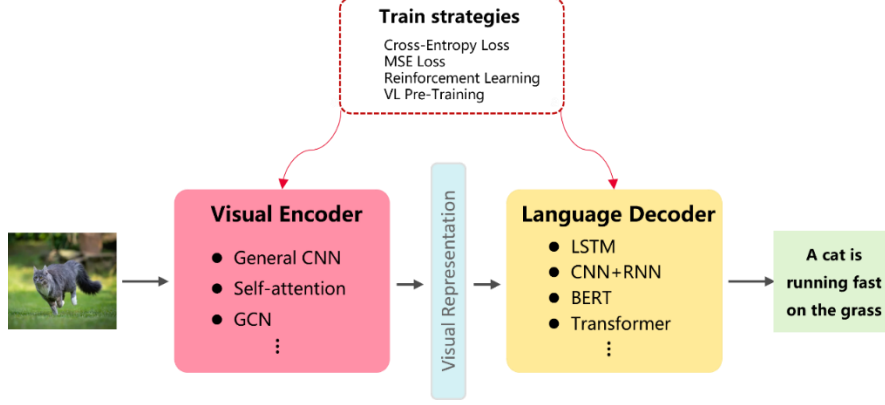 Train strategies
Cross-Entropy Loss
MSE Loss
Reinforcement Learning
VL Pre-Training
Visual Encoder
● General CNN
● Self-attention
● GCN
⋮
Visual Representation
Language Decoder
● LSTM
● CNN+RNN
● BERT
● Transformer
⋮
A cat is
running fast
on the grass